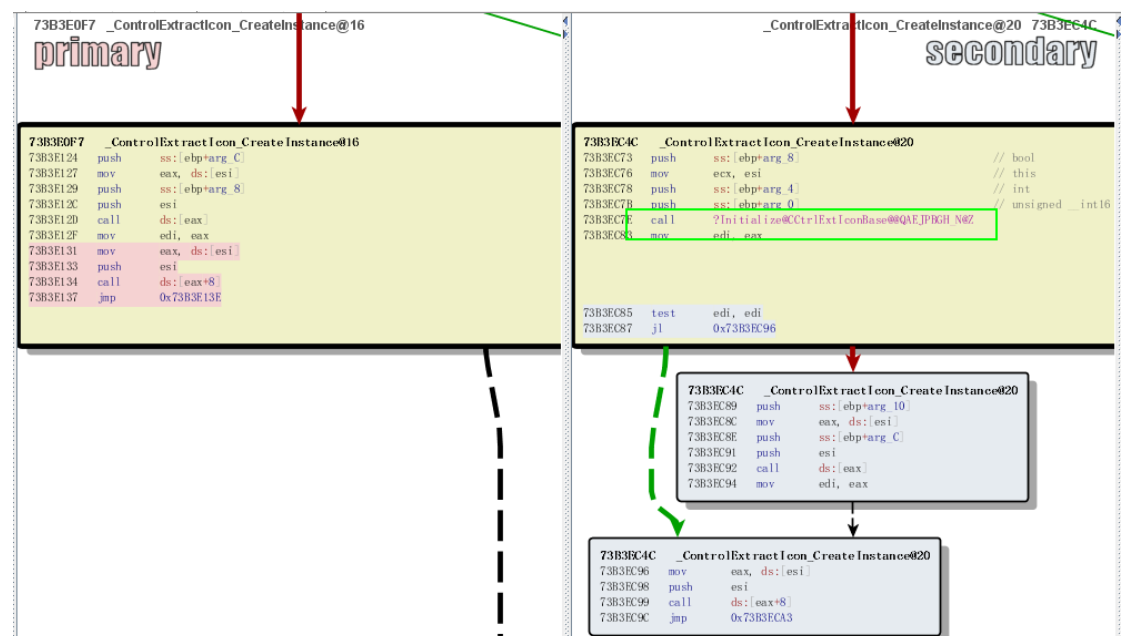 73B3E0F7 _ControlExtractIcon_CreateInstance@16
primary
73B3E0F7 _ControlExtractIcon_CreateInstance@16
73B3E124 push ss:[ebp+arg_C]
73B3E127 mov eax, ds:[esi]
73B3E129 push ss:[ebp+arg_8]
73B3E12C push esi
73B3E12D call ds:[eax]
73B3E12F mov edi, eax
73B3E131 mov eax, ds:[esi]
73B3E133 push esi
73B3E134 call ds:[eax+8]
73B3E137 jmp 0x73B3E13E
_ControlExtractIcon_CreateInstance@20 73B3EC4C
secondary
73B3EC4C _ControlExtractIcon_CreateInstance@20
73B3EC73 push ss:[ebp+arg_8] // bool
73B3EC76 mov ecx, esi // this
73B3EC78 push ss:[ebp+arg_4] // int
73B3EC7B push ss:[ebp+arg_0] // unsigned __int16
73B3EC7E call ?Initialize@CCtrlExtIconBase@@QAEJPBGH_N@Z
73B3EC83 mov edi, eax
73B3EC85 test edi, edi
73B3EC87 jl 0x73B3EC96
73B3EC4C _ControlExtractIcon_CreateInstance@20
73B3EC89 push ss:[ebp+arg_10]
73B3EC8C mov eax, ds:[esi]
73B3EC8E push ss:[ebp+arg_C]
73B3EC91 push esi
73B3EC92 call ds:[eax]
73B3EC94 mov edi, eax
73B3EC4C _ControlExtractIcon_CreateInstance@20
73B3EC96 mov eax, ds:[esi]
73B3EC98 push esi
73B3EC99 call ds:[eax+8]
73B3EC9C jmp 0x73B3ECA3